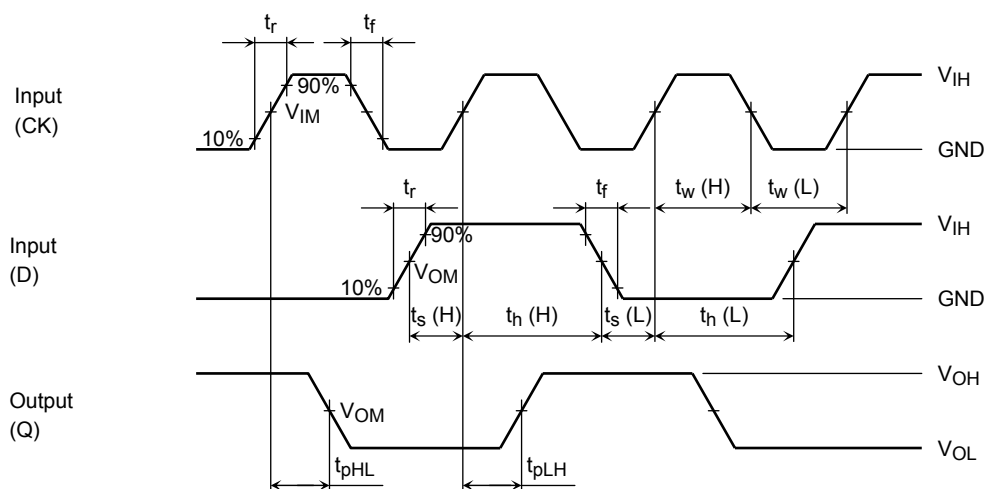 tr
tf
Input
(CK)
90%
VIM
10%
VIH
GND
tr
tf
tw (H)
tw (L)
Input
(D)
90%
VOM
10%
VIH
GND
ts (H)
th (H)
ts (L)
th (L)
Output
(Q)
VOM
VOH
VOL
tpHL
tpLH